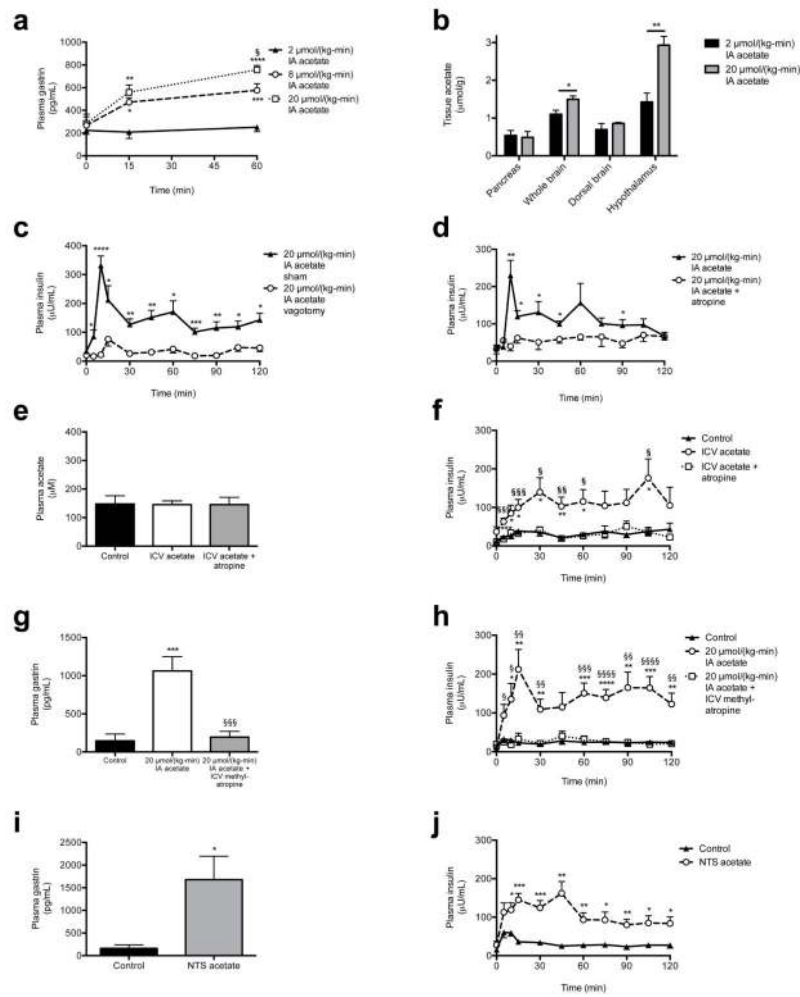 a
Plasma gastrin
(pg/mL)
1000
800
600
400
200
0
0 15 30 45 60
Time (min)
**
*
§
****
***
2 µmol/(kg-min)
IA acetate
8 µmol/(kg-min)
IA acetate
20 µmol/(kg-min)
IA acetate
b
Tissue acetate
(µmol/g)
3
2
1
0
*
**
Pancreas
Whole brain
Dorsal brain
Hypothalamus
2 µmol/(kg-min)
IA acetate
20 µmol/(kg-min)
IA acetate
c
Plasma insulin
(µU/mL)
400
300
200
100
0
0 30 60 90 120
Time (min)
* **** * ** ** * *** ** * *
20 µmol/(kg-min)
IA acetate
sham
20 µmol/(kg-min)
IA acetate
vagotomy
d
Plasma insulin
(µU/mL)
300
200
100
0
0 30 60 90 120
Time (min)
** * * * *
20 µmol/(kg-min)
IA acetate
20 µmol/(kg-min)
IA acetate +
atropine
e
Plasma acetate
(µM)
400
300
200
100
0
Control
ICV acetate
ICV acetate +
atropine
f
Plasma insulin
(µU/mL)
300
200
100
0
0 30 60 90 120
Time (min)
§§§ § §§ § §
* * ** * *
Control
ICV acetate
ICV acetate +
atropine
g
Plasma gastrin
(pg/mL)
1500
1000
500
0
***
§§§
Control
20 µmol/(kg-min)
IA acetate
20 µmol/(kg-min)
IA acetate +
ICV methyl-
atropine
h
Plasma insulin
(µU/mL)
300
200
100
0
0 30 60 90 120
Time (min)
§ § §§ §§ §§§ §§§§ §§ §§§§ §§
* ** ** *** **** ** *** **
Control
20 µmol/(kg-min)
IA acetate
20 µmol/(kg-min)
IA acetate +
ICV methyl-
atropine
i
Plasma gastrin
(pg/mL)
2500
2000
1500
1000
500
0
*
Control
NTS acetate
j
Plasma insulin
(µU/mL)
300
200
100
0
0 30 60 90 120
Time (min)
* *** *** ** ** * ** * *
Control
NTS acetate